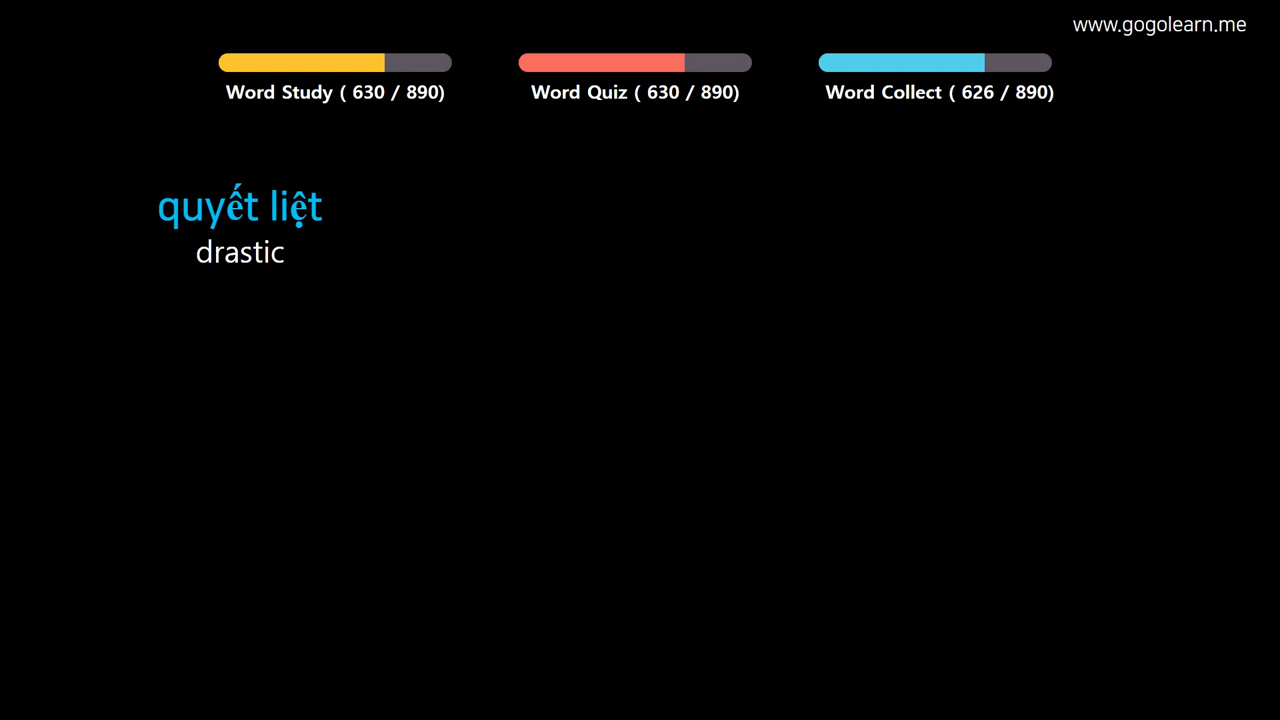 www.gogolearn.me
Word Study ( 630 / 890)
Word Quiz ( 630 / 890)
Word Collect ( 626 / 890)
quyết liệt
drastic